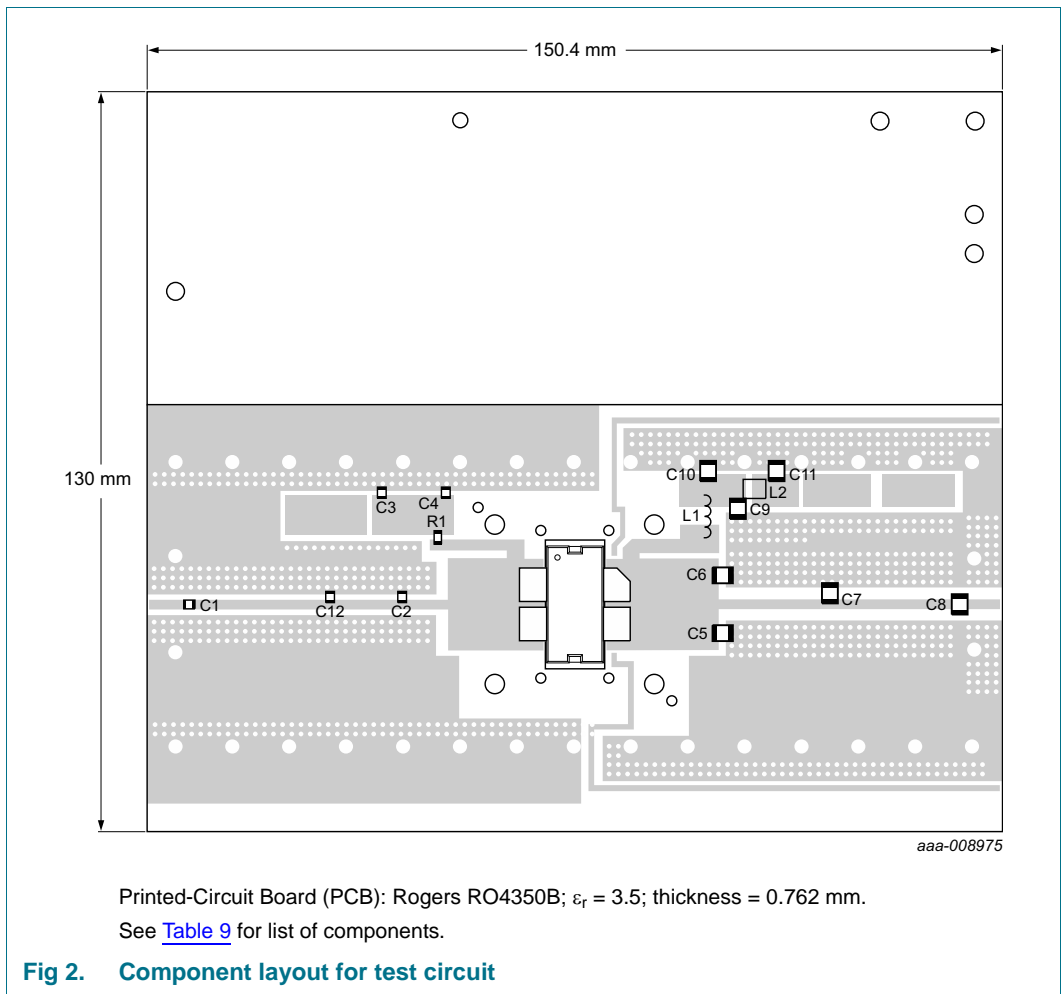 150.4 mm
130 mm
C10
C11
C3
C4
L2
C9
L1
R1
C6
C7
C8
C1
C12
C2
C5
aaa-008975
Printed-Circuit Board (PCB): Rogers RO4350B; εr = 3.5; thickness = 0.762 mm.
See Table 9 for list of components.
Fig 2. Component layout for test circuit